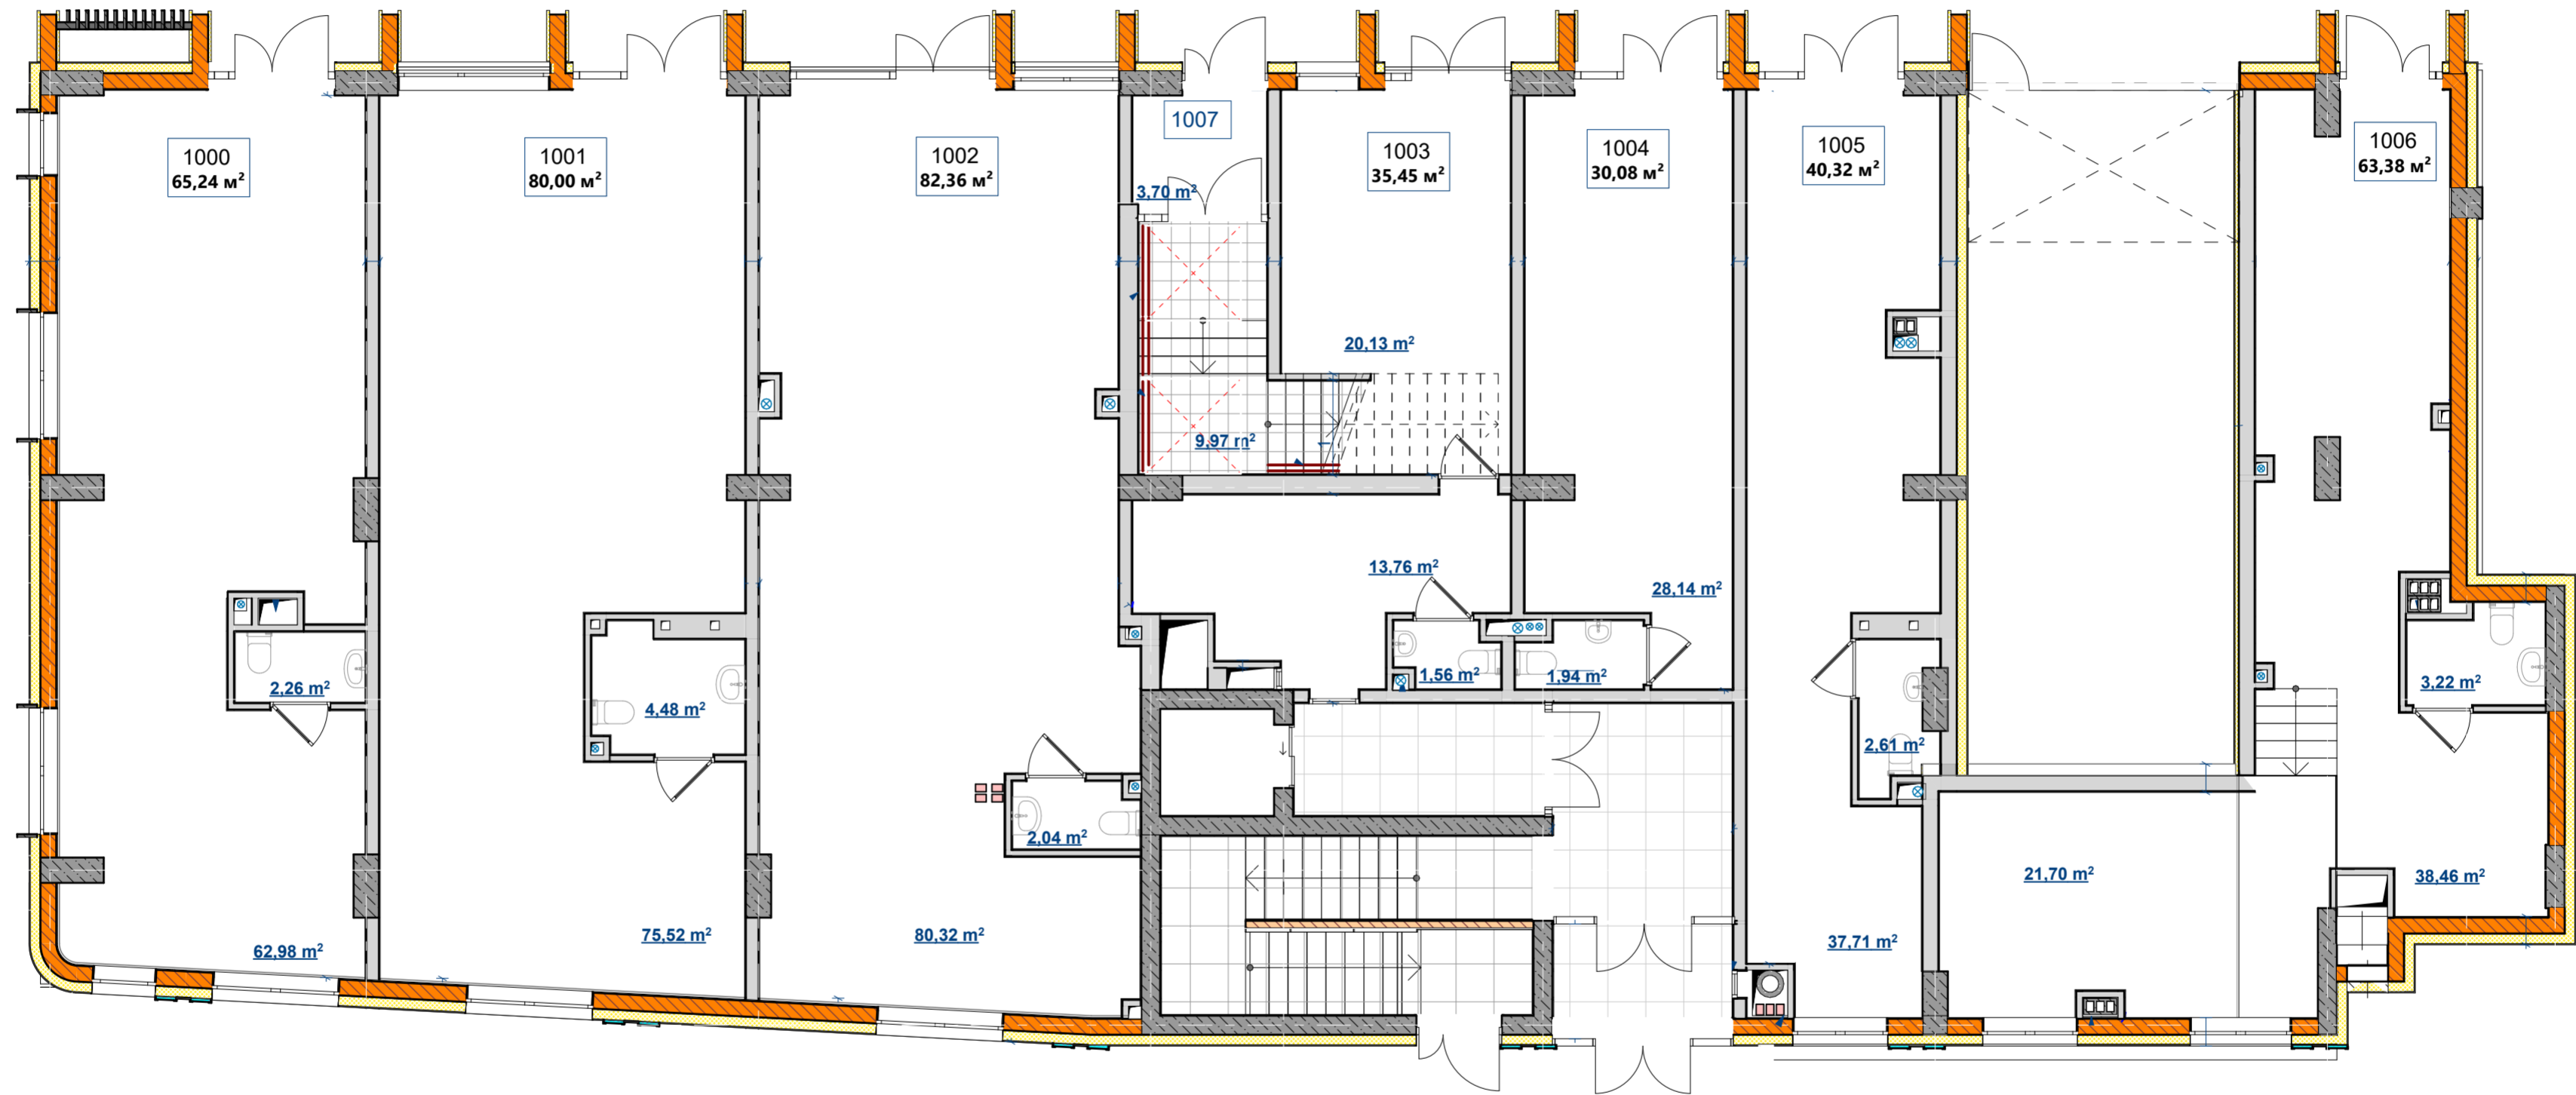 1000
65,24 м²
1001
80,00 м²
1002
82,36 м²
1007
1003
35,45 м²
1004
30,08 м²
1005
40,32 м²
1006
63,38 м²
3,70 m²
20,13 m²
9,97 m²
13,76 m²
28,14 m²
2,26 m²
4,48 m²
1,56 m²
1,94 m²
3,22 m²
2,61 m²
2,04 m²
21,70 m²
38,46 m²
62,98 m²
75,52 m²
80,32 m²
37,71 m²